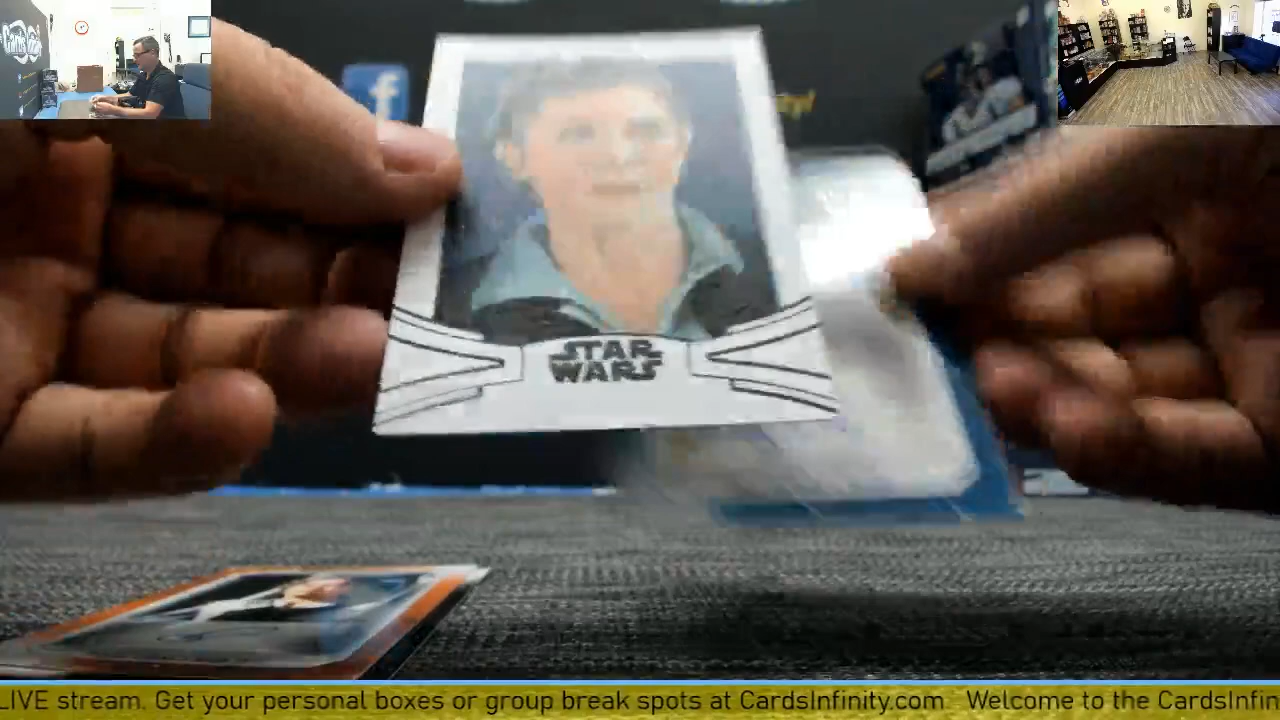 STAR
WARS
LIVE stream. Get your personal boxes or group break spots at CardsInfinity.com Welcome to the CardsInfin